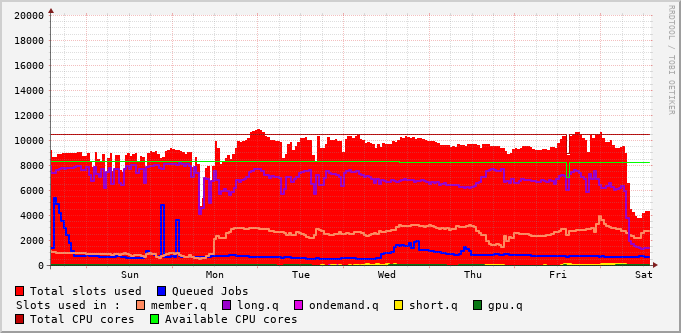 RRDTOOL / TOBI OETIKER
20000
18000
16000
14000
12000
10000
8000
6000
4000
2000
0
Sun Mon Tue Wed Thu Fri Sat
Total slots used Queued Jobs
Slots used in : member.q long.q ondemand.q short.q gpu.q
Total CPU cores Available CPU cores